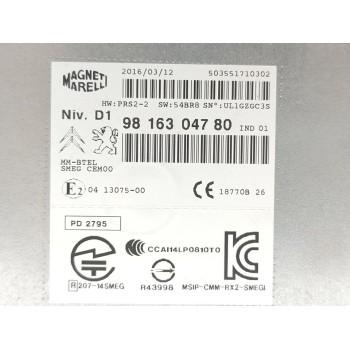 MAGNETI
MARELLI
2016/03/12 503551710302
HW:PRS2-2 SW:54BR8 SN°:UL1GZGC3S
Niv. D1 98 163 047 80 IND 01
MM-BTEL
SMEG CEM00
E2 04 13075-00 CE 18770B 26
PD 2795
CCAI14LP0810T0
R 207-14SMEG R43998 MSIP-CMM-RX2-SMEGI